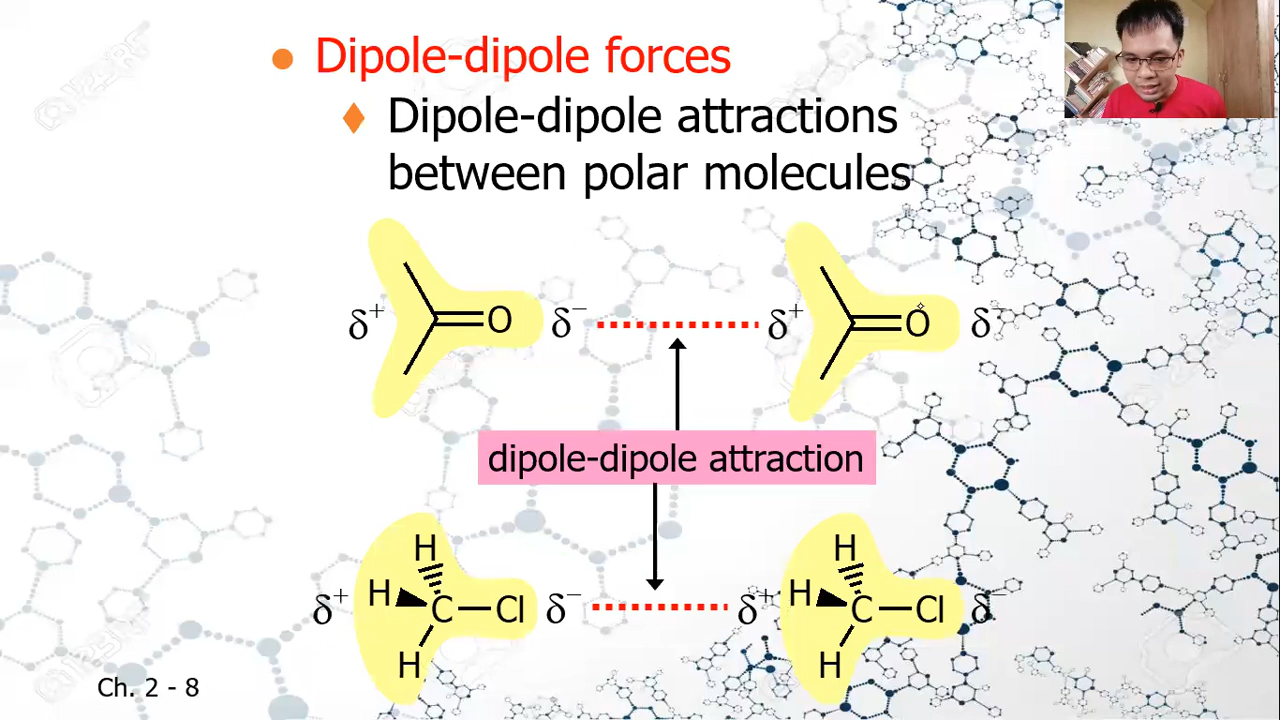 Dipole-dipole forces
Dipole-dipole attractions
between polar molecules
δ+ O δ− δ+ O δ−
dipole-dipole attraction
H H
δ+ H C Cl δ− δ+ H C Cl δ−
H H
Ch. 2 - 8